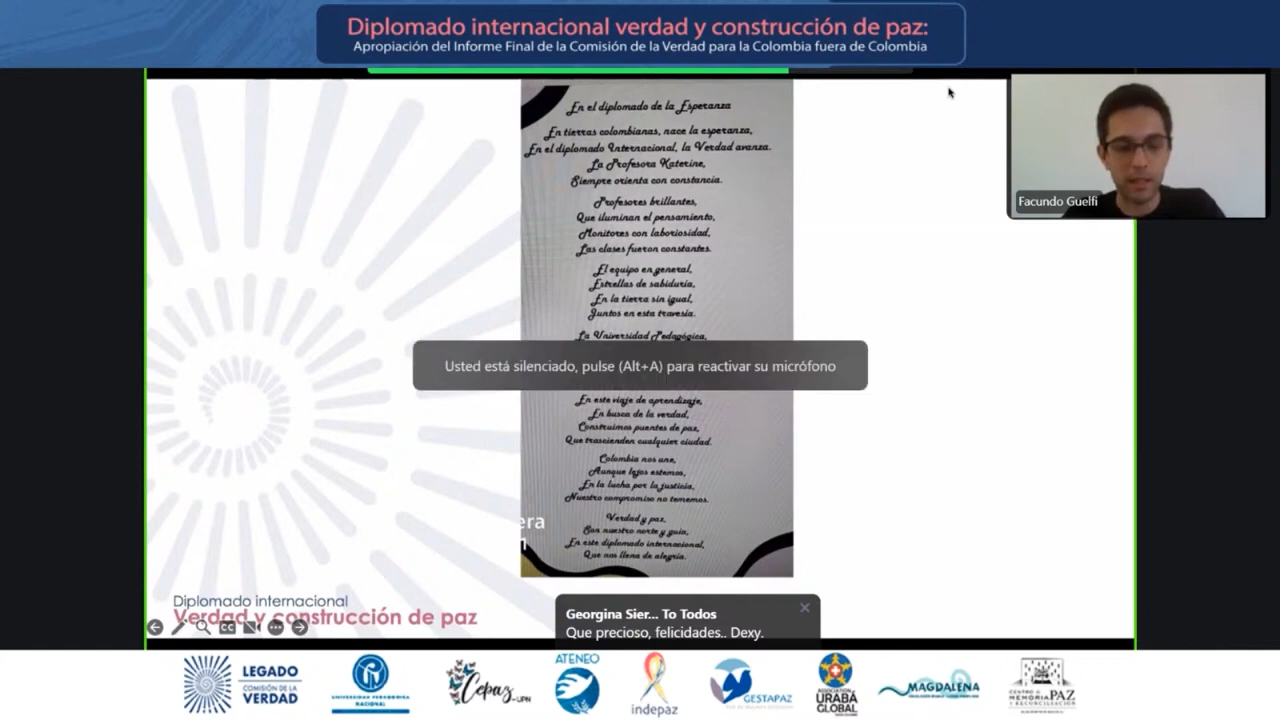 Diplomado internacional verdad y construcción de paz:
Apropiación del Informe Final de la Comisión de la Verdad para la Colombia fuera de Colombia
Facundo Guelfi
En el diplomado de la Esperanza
En tierras colombianas, nace la esperanza,
En el diplomado Internacional, la Verdad avanza.
La Profesora Katerine,
Siempre orienta con constancia.
Profesores brillantes,
Que iluminan el pensamiento,
Monitores con laboriosidad,
Las clases fueron constantes.
El equipo en general,
Estrellas de sabiduría,
En la tierra sin igual,
Juntos en esta travesía.
La Universidad Pedagógica,
Usted está silenciado, pulse (Alt+A) para reactivar su micrófono
En este viaje de aprendizaje,
En busca de la verdad,
Construimos puentes de paz,
Que trascienden cualquier ciudad.
Colombia nos une,
Aunque lejos estemos,
En la lucha por la justicia,
Nuestro compromiso no tememos.
Verdad y paz,
Son nuestro norte y guía,
En este diplomado internacional,
Que nos llena de alegría.
era
1
Diplomado internacional
Verdad y construcción de paz
CC
Georgina Sier... To Todos
Que precioso, felicidades.. Dexy.
LEGADO
COMISIÓN DE LA
VERDAD
UNIVERSIDAD PEDAGOGICA
NACIONAL
Cepaz-UPN
ATENEO
indepaz
GESTAPAZ
ASSOCIATION
URABÁ
GLOBAL
MAGDALENA
CENTRO de
MEMORIA PAZ
Y RECONCILIACIÓN